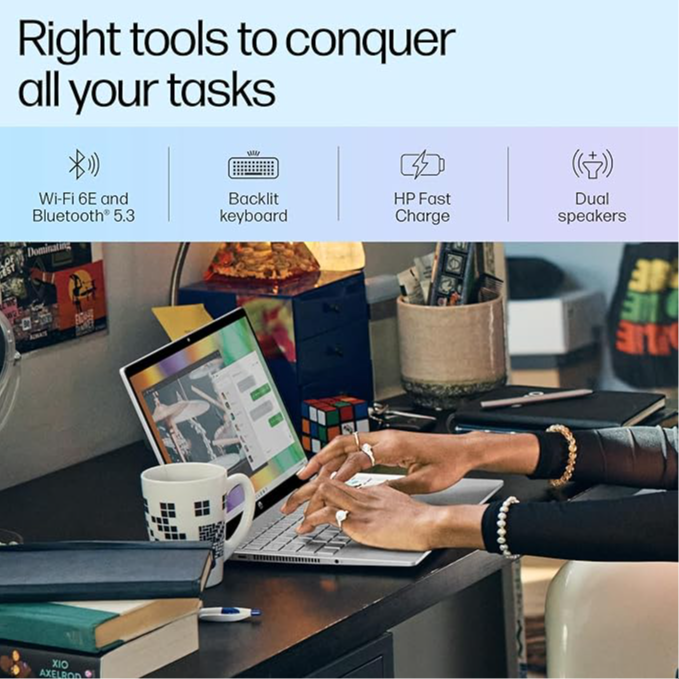 Right tools to conquer
all your tasks
Wi-Fi 6E and
Bluetooth® 5.3
Backlit
keyboard
HP Fast
Charge
Dual
speakers
Dominating
XIO
AXELROD